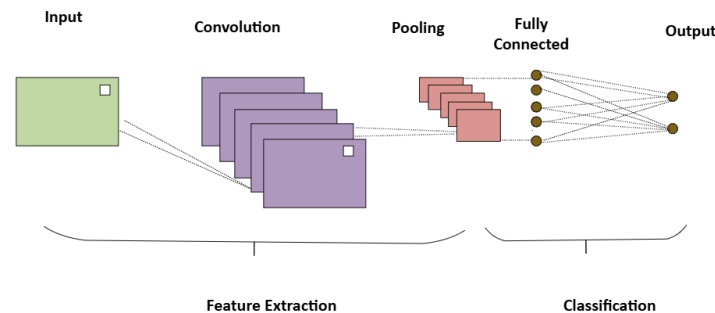 Input
Convolution
Pooling
Fully
Connected
Output
Feature Extraction
Classification